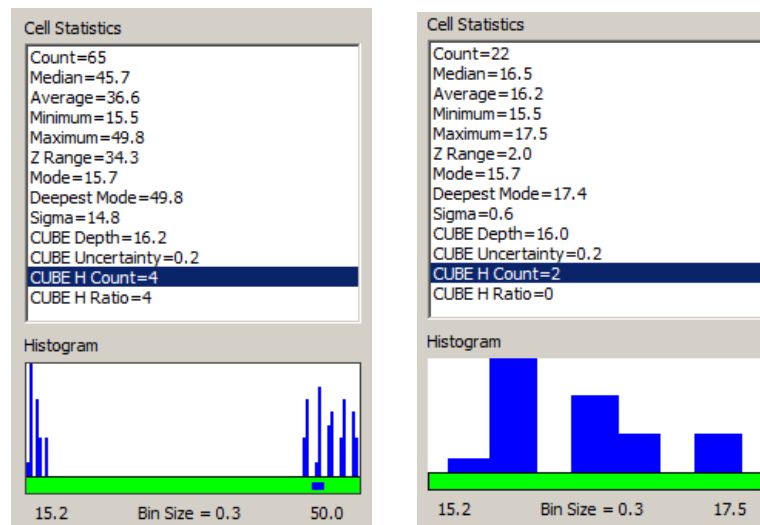 Cell Statistics
Count=65
Median=45.7
Average=36.6
Minimum=15.5
Maximum=49.8
Z Range=34.3
Mode=15.7
Deepest Mode=49.8
Sigma=14.8
CUBE Depth=16.2
CUBE Uncertainty=0.2
CUBE H Count=4
CUBE H Ratio=4
Histogram
15.2 Bin Size = 0.3 50.0
Cell Statistics
Count=22
Median=16.5
Average=16.2
Minimum=15.5
Maximum=17.5
Z Range=2.0
Mode=15.7
Deepest Mode=17.4
Sigma=0.6
CUBE Depth=16.0
CUBE Uncertainty=0.2
CUBE H Count=2
CUBE H Ratio=0
Histogram
15.2 Bin Size = 0.3 17.5